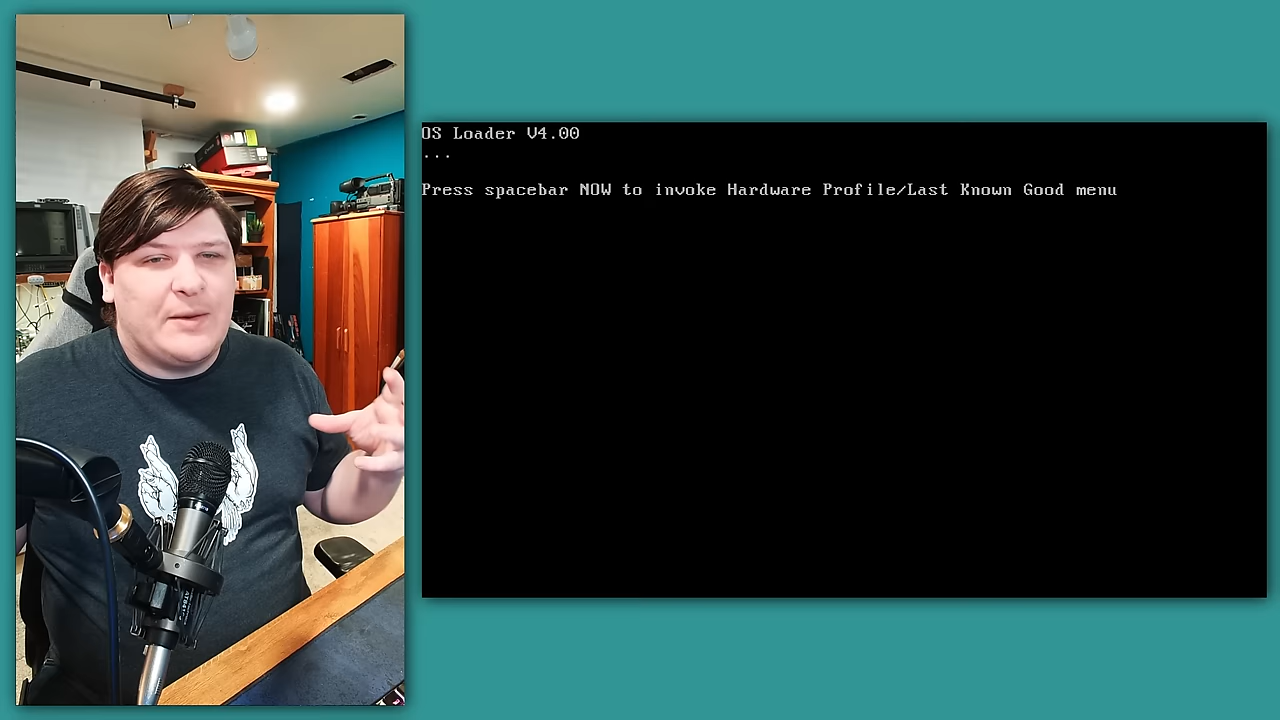 OS Loader V4.00
...
Press spacebar NOW to invoke Hardware Profile/Last Known Good menu